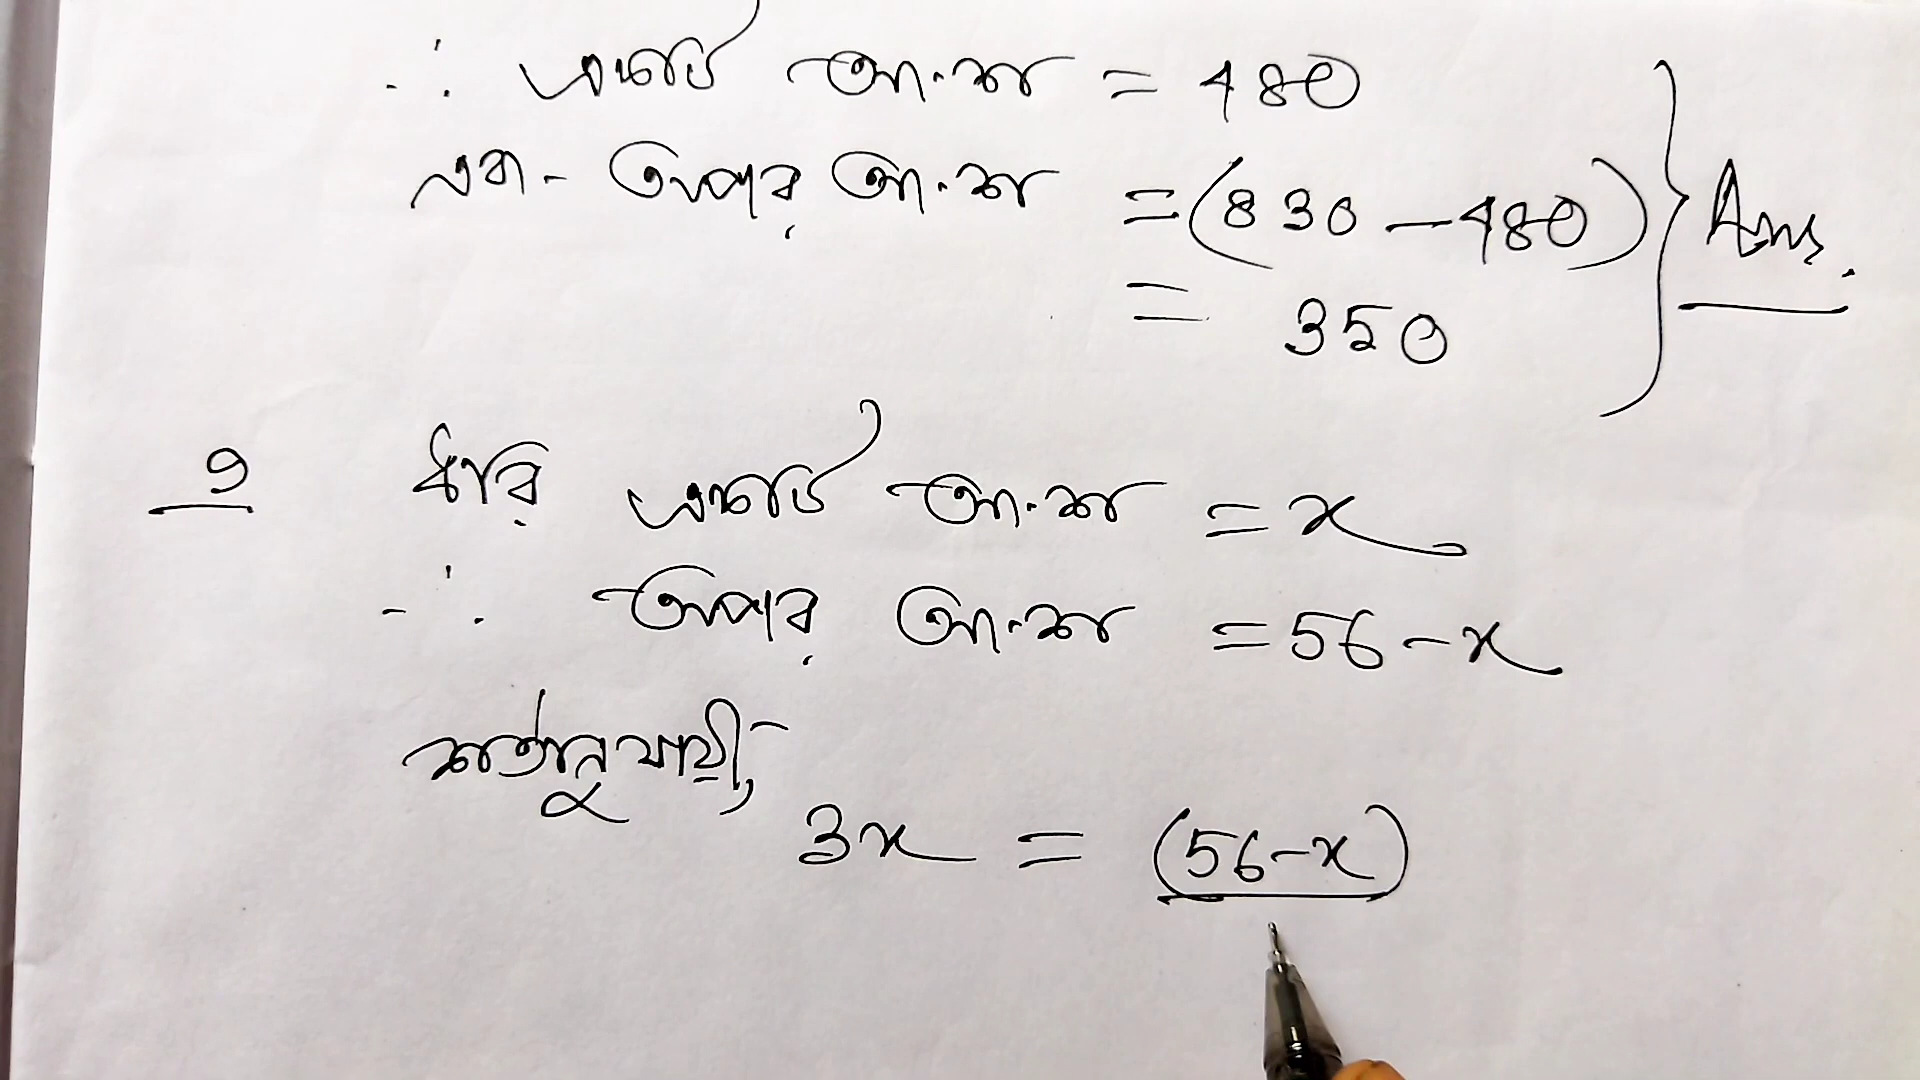 ∴ একটি অংশ = 480
এবং অপর অংশ = (830 - 480)
= 350
Ans.
9 ধরি একটি অংশ = x
∴ অপর অংশ = 56 - x
শর্তানুযায়ী,
3x = (56-x)